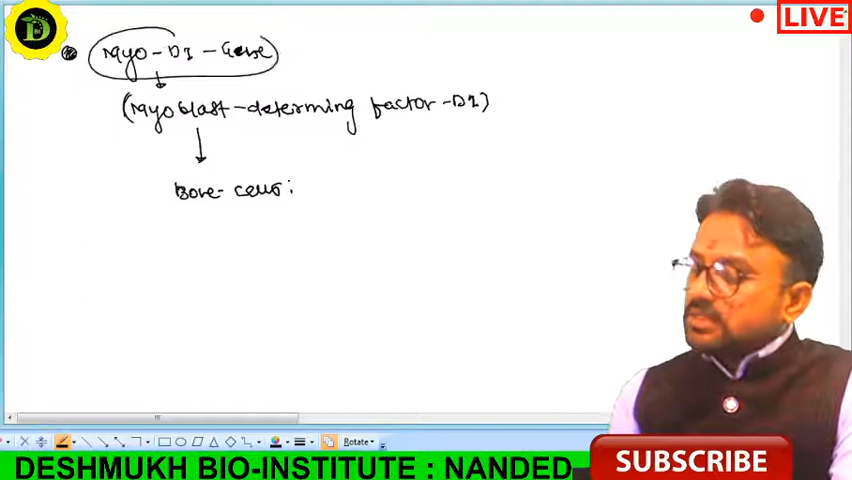 LIVE
Myo-D1-Gene
(Myoblast-determing factor-D1)
Bone-cells:
Rotate
DESHMUKH BIO-INSTITUTE : NANDED
SUBSCRIBE